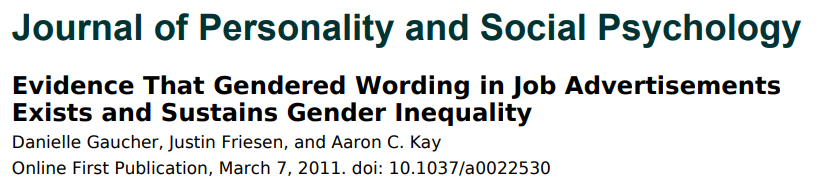 Journal of Personality and Social Psychology
Evidence That Gendered Wording in Job Advertisements
Exists and Sustains Gender Inequality
Danielle Gaucher, Justin Friesen, and Aaron C. Kay
Online First Publication, March 7, 2011. doi: 10.1037/a0022530